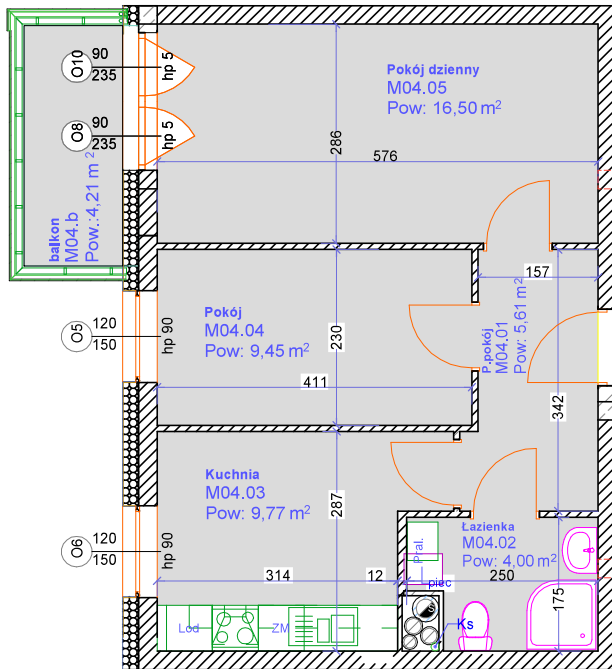 O10
90
235
hp 5
Pokój dzienny
M04.05
Pow: 16,50 m²
O8
90
235
hp 5
286
576
balkon
M04.b
Pow.:4,21 m²
157
Pokój
M04.04
Pow: 9,45 m²
230
P.pokój
M04.01
Pow: 5,61 m²
O5
120
150
hp 90
411
342
Kuchnia
M04.03
Pow: 9,77 m²
287
Łazienka
M04.02
Pow: 4,00 m²
O6
120
150
hp 90
Pral.
314
12
piec
250
175
Lod
ZM
Ks